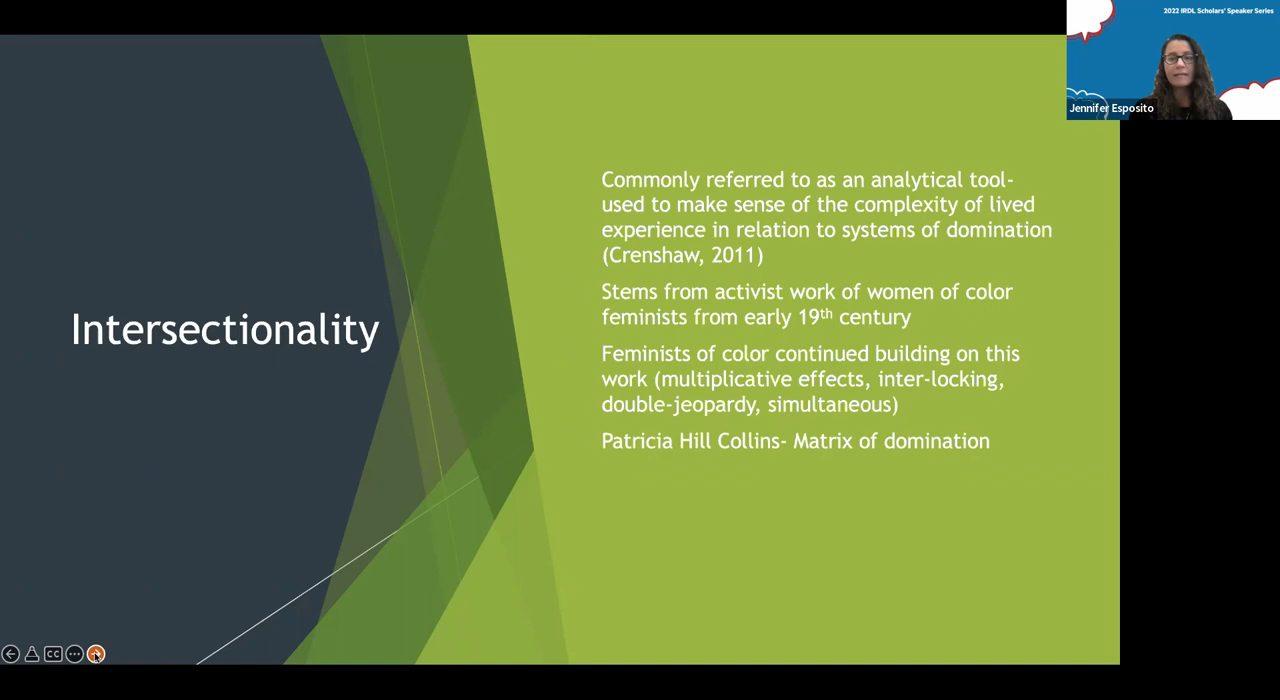 2022 IRDL Scholars' Speaker Series
Jennifer Esposito
Intersectionality
Commonly referred to as an analytical tool-
used to make sense of the complexity of lived
experience in relation to systems of domination
(Crenshaw, 2011)
Stems from activist work of women of color
feminists from early 19th century
Feminists of color continued building on this
work (multiplicative effects, inter-locking,
double-jeopardy, simultaneous)
Patricia Hill Collins- Matrix of domination
CC